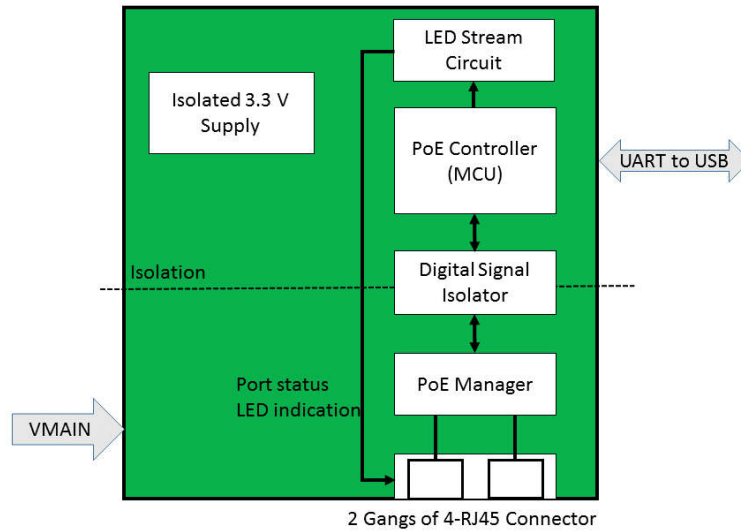 LED Stream
Circuit
Isolated 3.3 V
Supply
PoE Controller
(MCU)
UART to USB
Isolation
Digital Signal
Isolator
Port status
LED indication
PoE Manager
VMAIN
2 Gangs of 4-RJ45 Connector